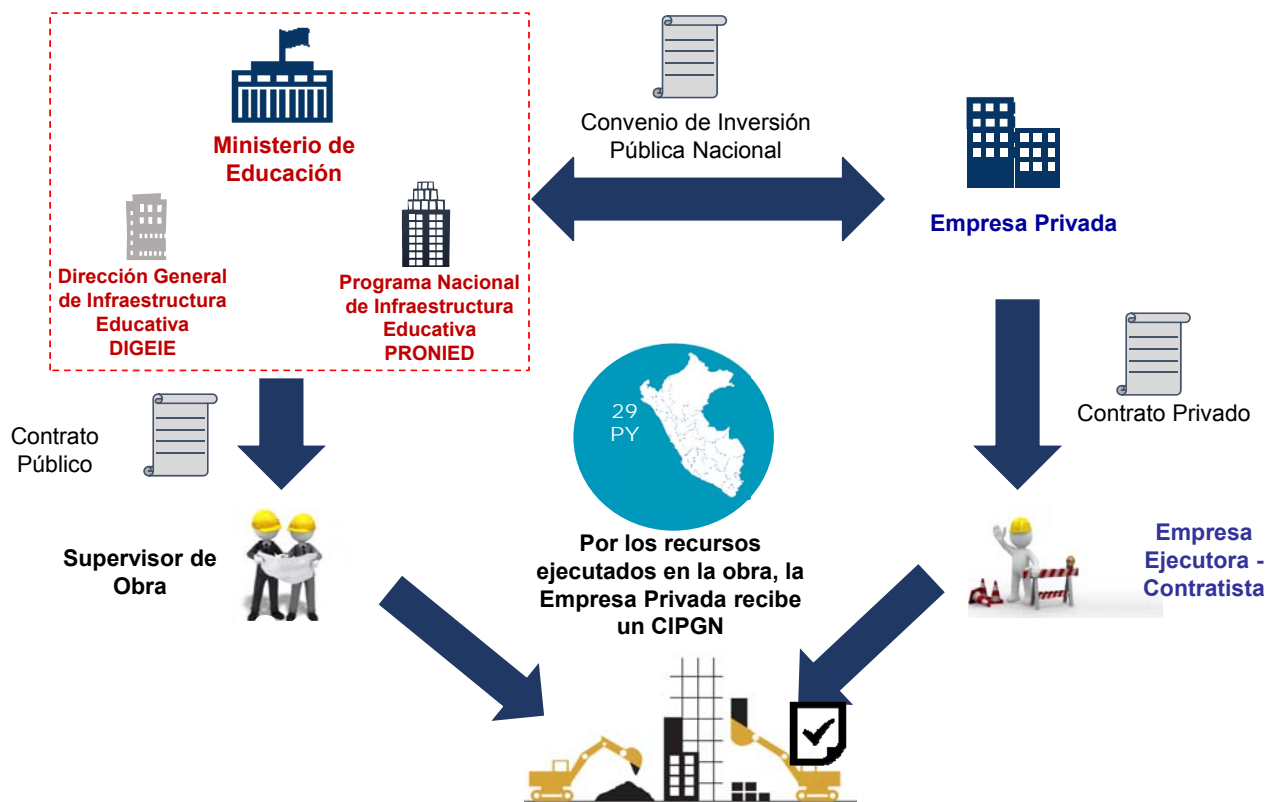 Ministerio de
Educación
Dirección General
de Infraestructura
Educativa
DIGEIE
Programa Nacional
de Infraestructura
Educativa
PRONIED
Convenio de Inversión
Pública Nacional
Empresa Privada
Contrato
Público
Contrato Privado
29
PY
Supervisor de
Obra
Por los recursos
ejecutados en la obra, la
Empresa Privada recibe
un CIPGN
Empresa
Ejecutora -
Contratista